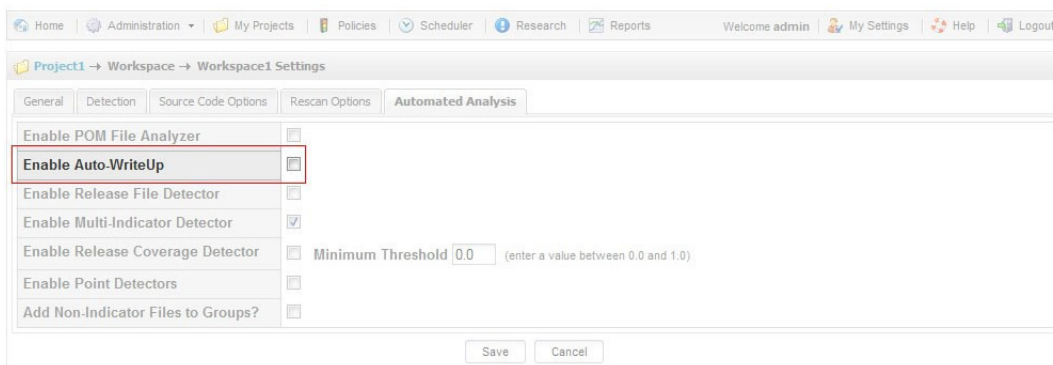 Home Administration My Projects Policies Scheduler Research Reports Welcome admin My Settings Help Logout
Project1 → Workspace → Workspace1 Settings
General Detection Source Code Options Rescan Options Automated Analysis
Enable POM File Analyzer
Enable Auto-WriteUp
Enable Release File Detector
Enable Multi-Indicator Detector
Enable Release Coverage Detector Minimum Threshold 0.0 (enter a value between 0.0 and 1.0)
Enable Point Detectors
Add Non-Indicator Files to Groups?
Save Cancel